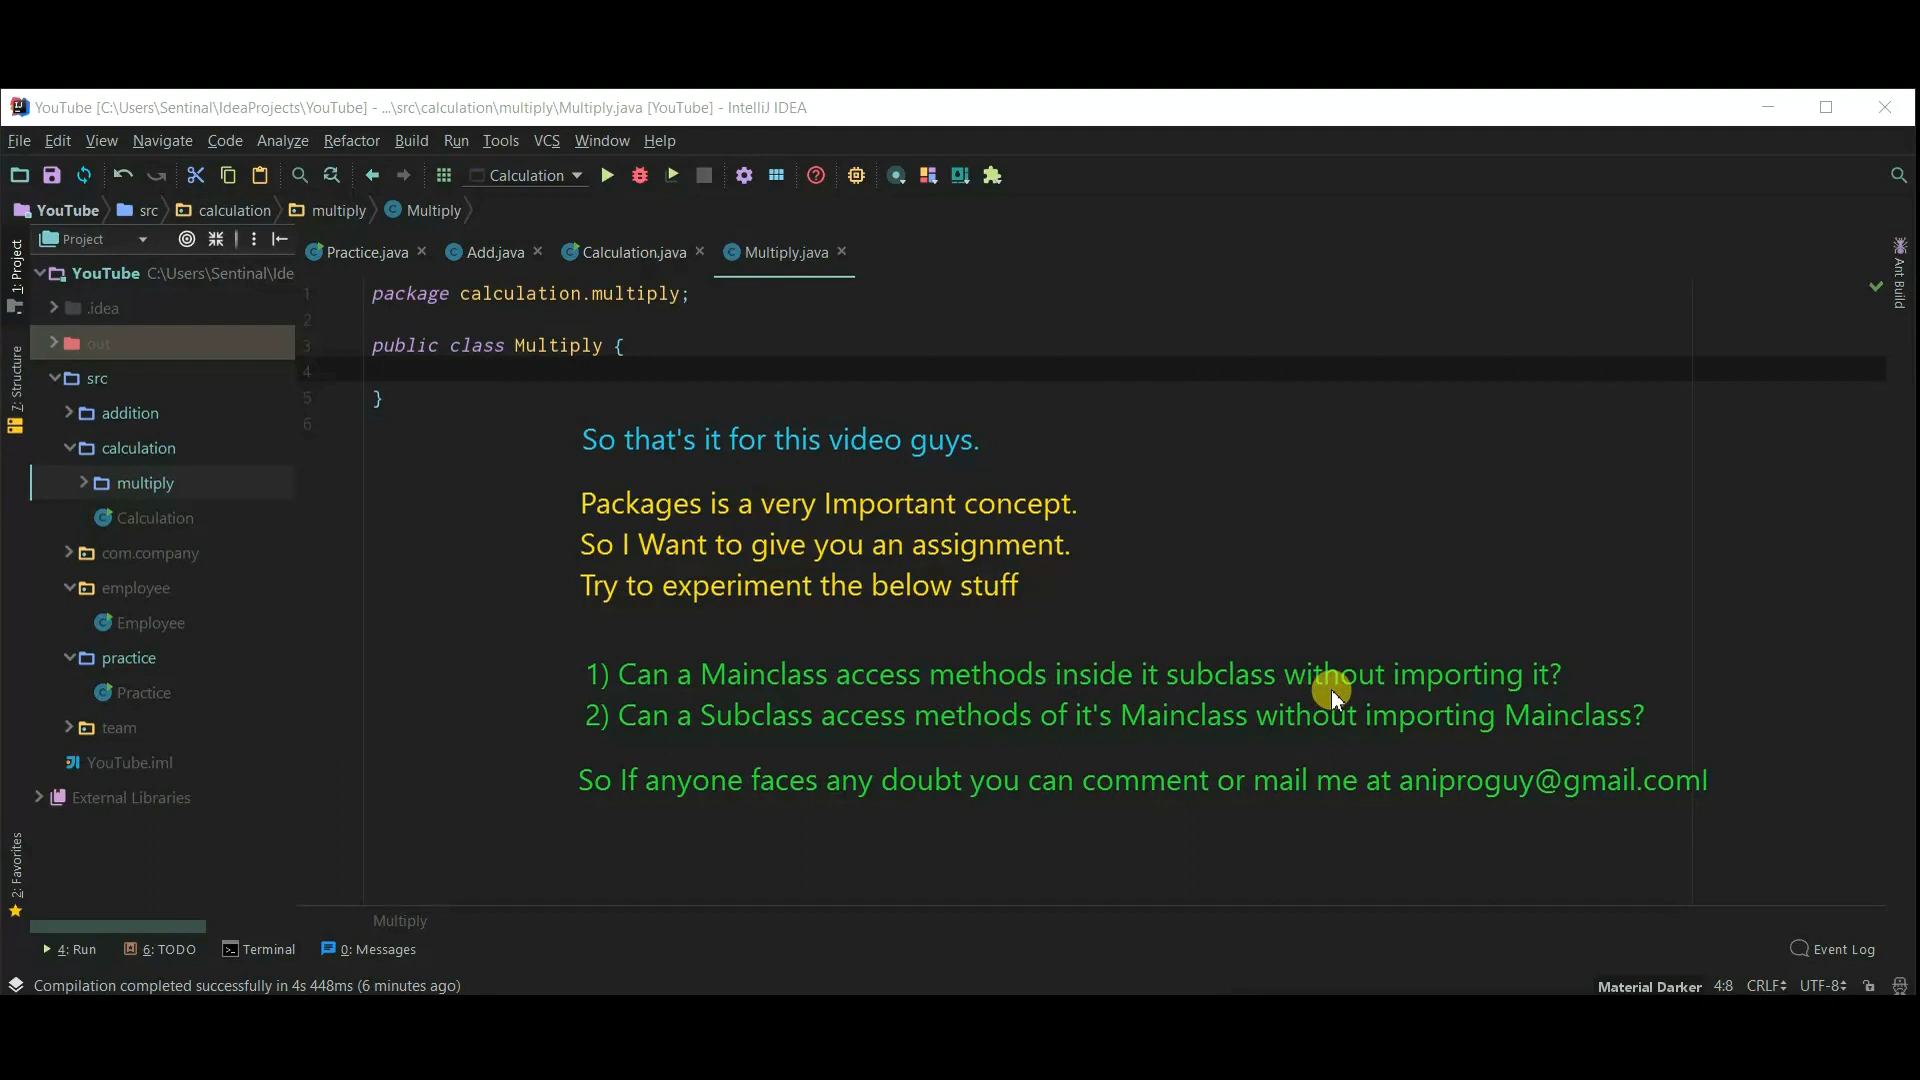 YouTube [C:\Users\Sentinal\IdeaProjects\YouTube] - ...\src\calculation\multiply\Multiply.java [YouTube] - IntelliJ IDEA
File Edit View Navigate Code Analyze Refactor Build Run Tools VCS Window Help
Calculation
YouTube src calculation multiply Multiply
Project
Practice.java Add.java Calculation.java Multiply.java
1: Project
7: Structure
2: Favorites
Ant Build
YouTube C:\Users\Sentinal\Ide
.idea
out
src
addition
calculation
multiply
Calculation
com.company
employee
Employee
practice
Practice
team
YouTube.iml
External Libraries
1 package calculation.multiply;
2
3 public class Multiply {
4
5 }
6
So that's it for this video guys.
Packages is a very Important concept.
So I Want to give you an assignment.
Try to experiment the below stuff
1) Can a Mainclass access methods inside it subclass without importing it?
2) Can a Subclass access methods of it's Mainclass without importing Mainclass?
So If anyone faces any doubt you can comment or mail me at aniproguy@gmail.coml
Multiply
4: Run 6: TODO Terminal 0: Messages Event Log
Compilation completed successfully in 4s 448ms (6 minutes ago) Material Darker 4:8 CRLF UTF-8